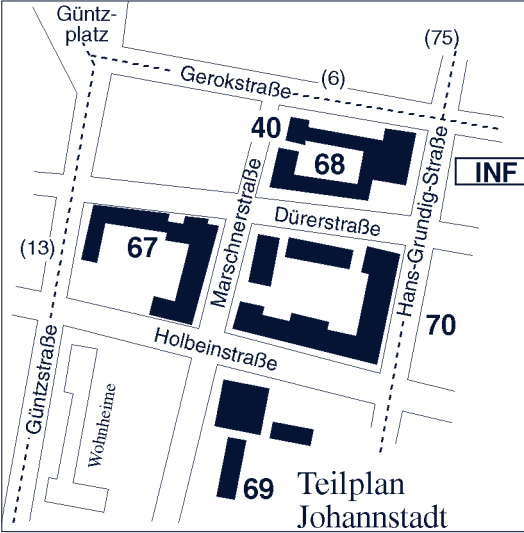 Güntz-
platz
(75)
Gerokstraße
(6)
40
68
INF
Hans-Grundig-Straße
Marschnerstraße
Dürerstraße
67
(13)
70
Holbeinstraße
Güntzstraße
Wohnheime
69
Teilplan
Johannstadt